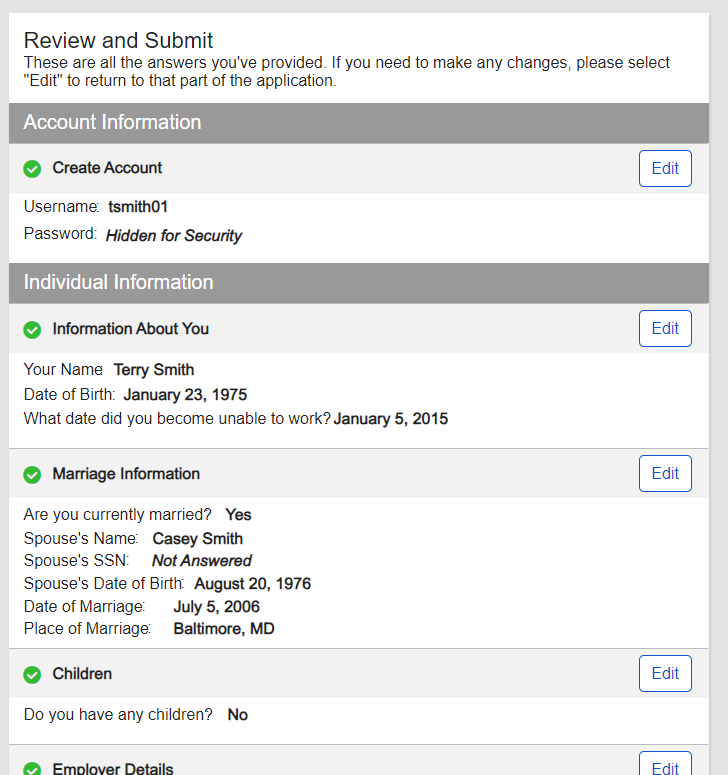 Review and Submit
These are all the answers you've provided. If you need to make any changes, please select
"Edit" to return to that part of the application.
Account Information
Create Account Edit
Username: tsmith01
Password: Hidden for Security
Individual Information
Information About You Edit
Your Name: Terry Smith
Date of Birth: January 23, 1975
What date did you become unable to work? January 5, 2015
Marriage Information Edit
Are you currently married? Yes
Spouse's Name: Casey Smith
Spouse's SSN: Not Answered
Spouse's Date of Birth: August 20, 1976
Date of Marriage: July 5, 2006
Place of Marriage: Baltimore, MD
Children Edit
Do you have any children? No
Employer Details Edit